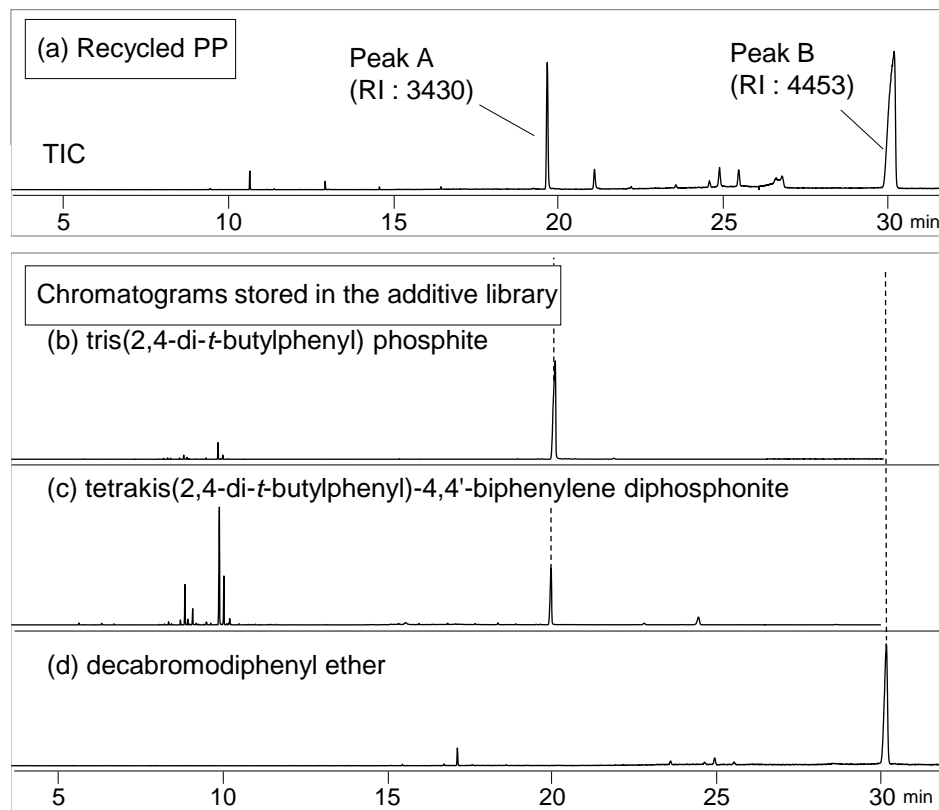 (a) Recycled PP
Peak A
(RI : 3430)
Peak B
(RI : 4453)
TIC
5 10 15 20 25 30 min
Chromatograms stored in the additive library
(b) tris(2,4-di-t-butylphenyl) phosphite
(c) tetrakis(2,4-di-t-butylphenyl)-4,4'-biphenylene diphosphonite
(d) decabromodiphenyl ether
5 10 15 20 25 30 min